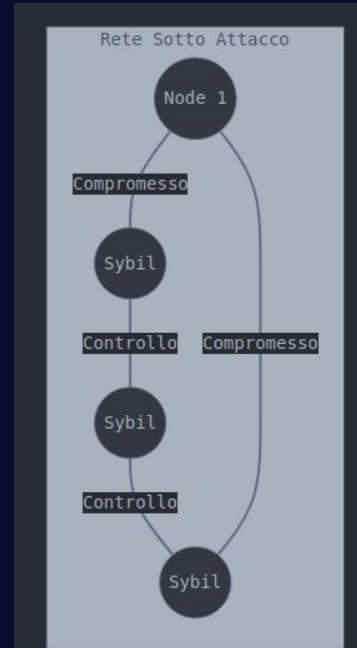 Rete Sotto Attacco
Node 1
Compromesso
Sybil
Controllo
Compromesso
Sybil
Controllo
Sybil